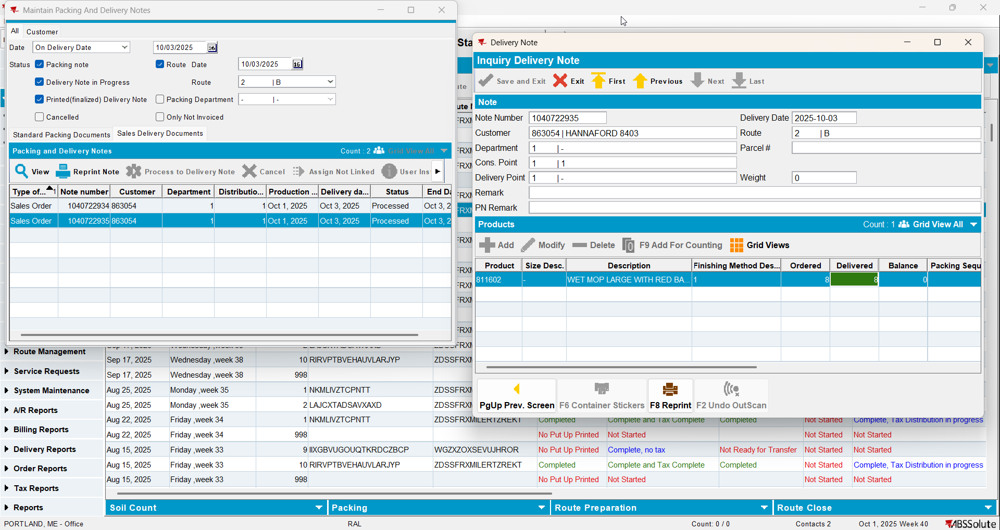 Maintain Packing And Delivery Notes
All
Customer
Date
On Delivery Date
10/03/2025
16
Status
Packing note
Route Date
10/03/2025
16
Delivery Note in Progress
Route
2 | B
Printed(finalized) Delivery Note
Packing Department
- | -
Cancelled
Only Not Invoiced
Standard Packing Documents
Sales Delivery Documents
Packing and Delivery Notes
Count : 2
Grid View All
View
Reprint Note
Process to Delivery Note
Cancel
Assign Not Linked
User Ins
Type of... 1 Note number Customer Department Distributio... Production ... Delivery da... Status End Da
Sales Order 1040722934 863054 1 1 Oct 1, 2025 Oct 3, 2025 Processed Oct 3, 2
Sales Order 1040722935 863054 1 1 Oct 1, 2025 Oct 3, 2025 Processed Oct 3, 2
Sta
Delivery Note
Inquiry Delivery Note
Save and Exit
Exit
First
Previous
Next
Last
Note
Note Number 1040722935
Delivery Date 2025-10-03
Customer 863054 | HANNAFORD 8403
Route 2 | B
Department 1 | -
Parcel #
Cons. Point 1 | 1
Delivery Point 1 | -
Weight 0
Remark
PN Remark
Products
Count : 1
Grid View All
Add
Modify
Delete
F9 Add For Counting
Grid Views
Product Size Desc. Description Finishing Method Des... Ordered Delivered Balance Packing Sequ
811602 - WET MOP LARGE WITH RED BA... 1 8 8 0
PgUp Prev. Screen
F6 Container Stickers
F8 Reprint
F2 Undo OutScan
Route Management
Service Requests
System Maintenance
A/R Reports
Billing Reports
Delivery Reports
Order Reports
Tax Reports
Reports
Sep 17, 2025 Wednesday ,week 38 10 RIRVPTBVEHAUVLARJYP ZDSSFRXM
Sep 17, 2025 Wednesday ,week 38 998
Aug 25, 2025 Monday ,week 35 1 NKMLIVZTCPNTT ZDSSFRXM
Aug 25, 2025 Monday ,week 35 2 LAJCXTADSAVXAXD ZDSSFRXM
Aug 22, 2025 Friday ,week 34 1 NKMLIVZTCPNTT ZDSSFRXMILERTZREKT Completed Complete and Tax Complete Completed Not Started Complete, Tax Distribution in progress
Aug 22, 2025 Friday ,week 34 998 No Put Up Printed Not Started Not Started Not Started
Aug 15, 2025 Friday ,week 33 9 IIXGBVUGOUQTKRDCZBCP WGZXZOXSEVUJHROR No Put Up Printed Complete, no tax Not Ready for Transfer Not Started Not Started
Aug 15, 2025 Friday ,week 33 10 RIRVPTBVEHAUVLARJYP ZDSSFRXMILERTZREKT Completed Complete and Tax Complete Completed Not Started Complete, Tax Distribution in progress
Aug 15, 2025 Friday ,week 33 998 No Put Up Printed Not Started Not Started Not Started
Soil Count
Packing
Route Preparation
Route Close
PORTLAND, ME - Office
RAL
Count: 0 / 0
Contacts 2
Oct 1, 2025 Week 40
ABSSolute